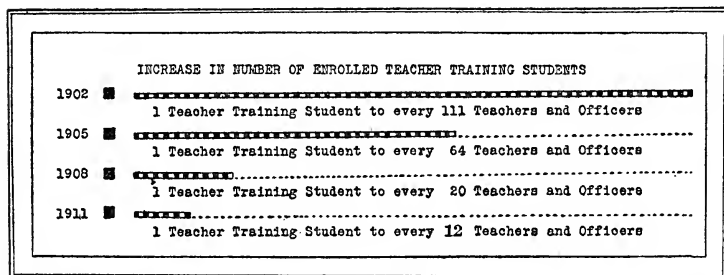 INCREASE IN NUMBER OF ENROLLED TEACHER TRAINING STUDENTS
1902
1 Teacher Training Student to every 111 Teachers and Officers
1905
1 Teacher Training Student to every 64 Teachers and Officers
1908
1 Teacher Training Student to every 20 Teachers and Officers
1911
1 Teacher Training Student to every 12 Teachers and Officers